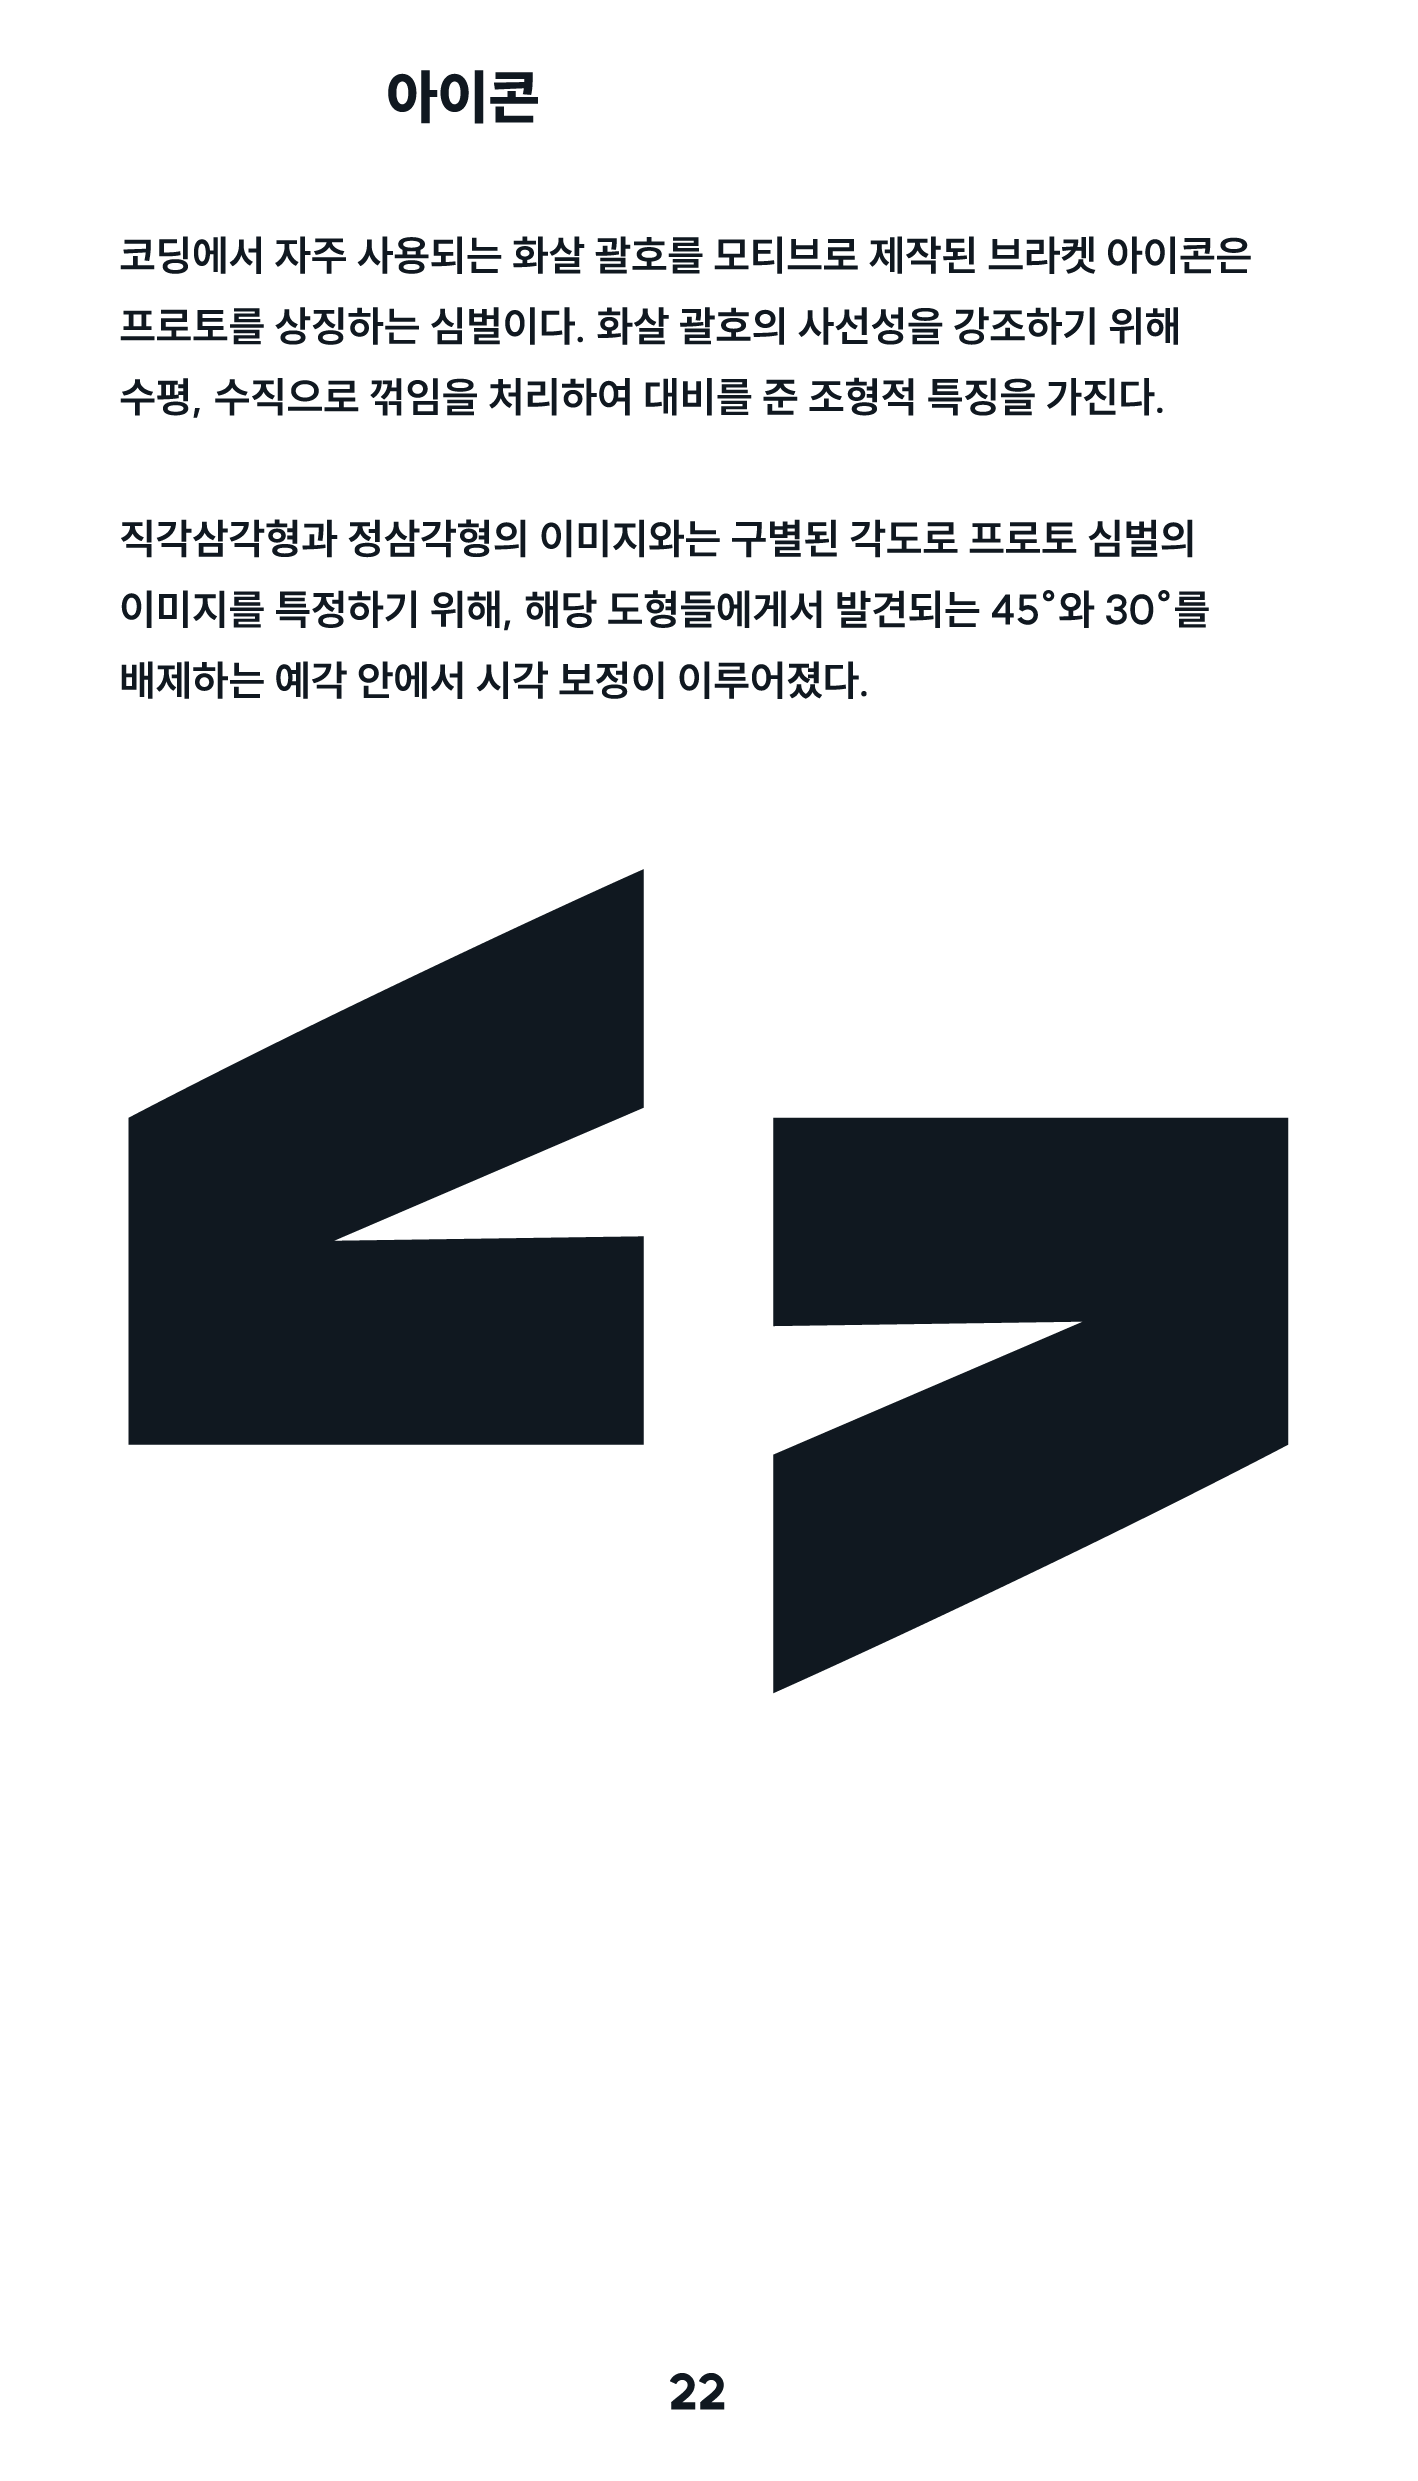 아이콘
코딩에서 자주 사용되는 화살 괄호를 모티브로 제작된 브라켓 아이콘은
프로토를 상징하는 심벌이다. 화살 괄호의 사선성을 강조하기 위해
수평, 수직으로 꺾임을 처리하여 대비를 준 조형적 특징을 가진다.
직각삼각형과 정삼각형의 이미지와는 구별된 각도로 프로토 심벌의
이미지를 특정하기 위해, 해당 도형들에게서 발견되는 45°와 30°를
배제하는 예각 안에서 시각 보정이 이루어졌다.
22